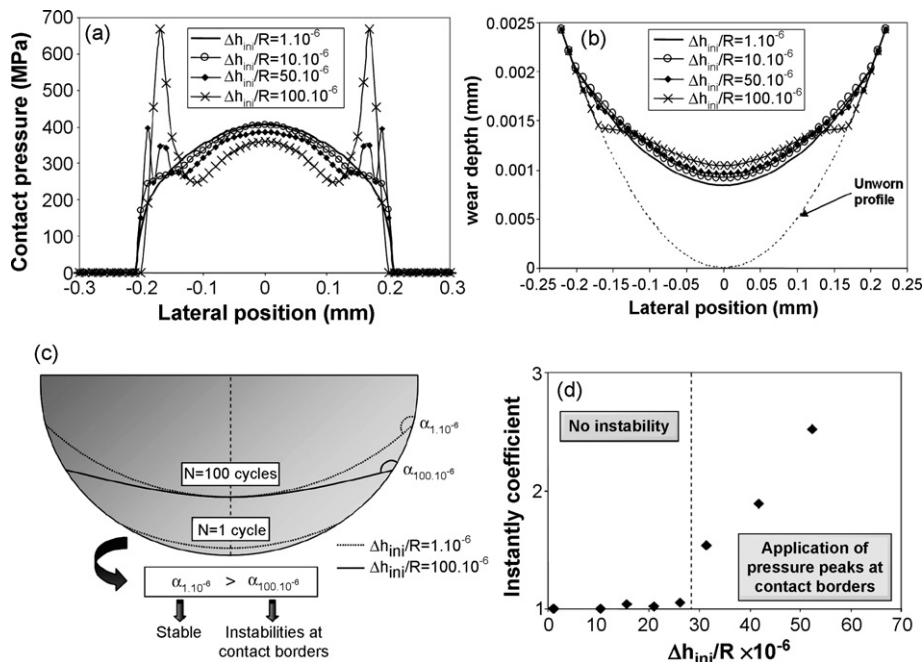 (a)
Contact pressure (MPa)
700
600
500
400
300
200
100
0
-0.3
-0.2
-0.1
0
0.1
0.2
0.3
Lateral position (mm)
Δh_ini/R=1.10⁻⁶
Δh_ini/R=10.10⁻⁶
Δh_ini/R=50.10⁻⁶
Δh_ini/R=100.10⁻⁶
(b)
wear depth (mm)
0.0025
0.002
0.0015
0.001
0.0005
0
-0.25
-0.2
-0.15
-0.1
-0.05
0
0.05
0.1
0.15
0.2
0.25
Lateral position (mm)
Δh_ini/R=1.10⁻⁶
Δh_ini/R=10.10⁻⁶
Δh_ini/R=50.10⁻⁶
Δh_ini/R=100.10⁻⁶
Unworn
profile
(c)
α1.10⁻⁶
α100.10⁻⁶
N=100 cycles
N=1 cycle
Δh_ini/R=1.10⁻⁶
Δh_ini/R=100.10⁻⁶
α1.10⁻⁶ > α100.10⁻⁶
Stable
Instabilities at
contact borders
(d)
Instantly coefficient
3
2
1
0
10
20
30
40
50
60
70
Δh_ini/R ×10⁻⁶
No instability
Application of
pressure peaks at
contact borders